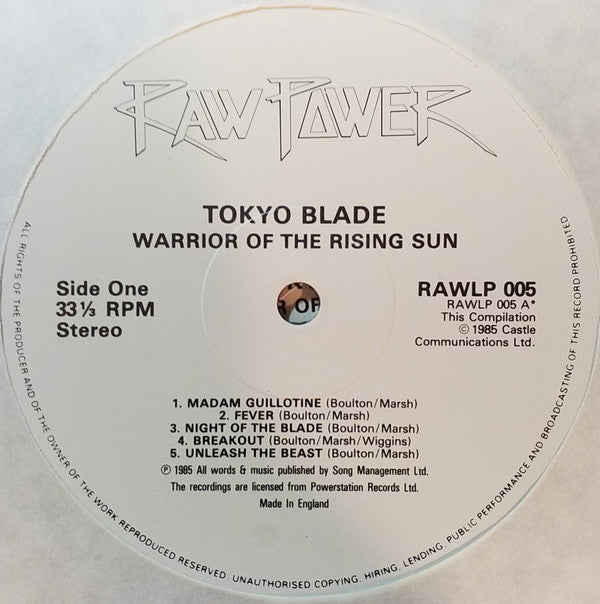 RAW POWER
TOKYO BLADE
WARRIOR OF THE RISING SUN
Side One
33⅓ RPM
Stereo
RAWLP 005
RAWLP 005 A*
This Compilation
© 1985 Castle
Communications Ltd.
OF
1. MADAM GUILLOTINE (Boulton/Marsh)
2. FEVER (Boulton/Marsh)
3. NIGHT OF THE BLADE (Boulton/Marsh)
4. BREAKOUT (Boulton/Marsh/Wiggins)
5. UNLEASH THE BEAST (Boulton/Marsh)
℗ 1985 All words & music published by Song Management Ltd.
The recordings are licensed from Powerstation Records Ltd.
Made In England
ALL RIGHTS OF THE PRODUCER AND OF THE OWNER OF THE WORK REPRODUCED RESERVED UNAUTHORISED COPYING, HIRING, LENDING, PUBLIC PERFORMANCE AND BROADCASTING OF THIS RECORD PROHIBITED